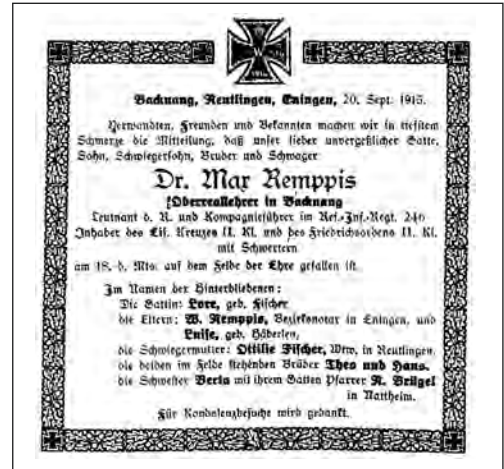 W
1914
Backnang, Reutlingen, Eningen, 20. Sept. 1915.
Verwandten, Freunden und Bekannten machen wir in tiefstem
Schmerze die Mitteilung, daß unser lieber unvergeßlicher Gatte,
Sohn, Schwiegersohn, Bruder und Schwager
Dr. Max Remppis
Oberreallehrer in Backnang
Leutnant d. R. und Kompagnieführer im Res.-Inf.-Regt. 246
Inhaber des Eis. Kreuzes II. Kl. und des Friedrichsordens II. Kl.
mit Schwertern
am 18. d. Mts. auf dem Felde der Ehre gefallen ist.
Im Namen der Hinterbliebenen:
Die Gattin: Lore, geb. Fischer
die Eltern: W. Remppis, Bezirksnotar in Eningen, und
Luise, geb. Häberlen,
die Schwiegermutter: Ottilie Fischer, Wtw. in Reutlingen,
die beiden im Felde stehenden Brüder Theo und Hans.
die Schwester Berta mit ihrem Gatten Pfarrer R. Brügel
in Nattheim.
Für Kondolenzbesuche wird gedankt.